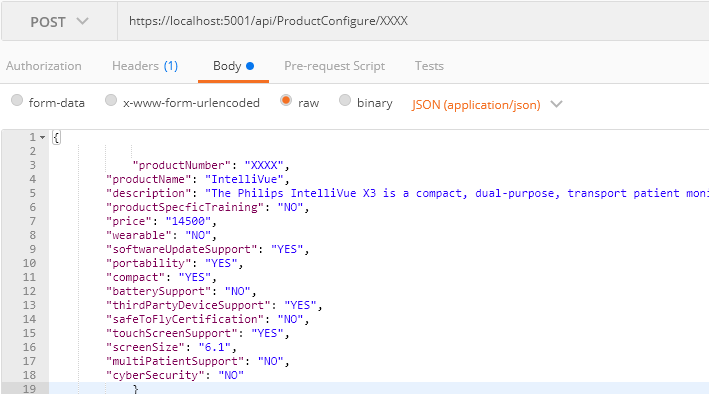 POST https://localhost:5001/api/ProductConfigure/XXXX
Authorization Headers (1) Body Pre-request Script Tests
form-data x-www-form-urlencoded raw binary JSON (application/json)
1 {
2
3 "productNumber": "XXXX",
4 "productName": "IntelliVue",
5 "description": "The Philips IntelliVue X3 is a compact, dual-purpose, transport patient moni
6 "productSpecficTraining": "NO",
7 "price": "14500",
8 "wearable": "NO",
9 "softwareUpdateSupport": "YES",
10 "portability": "YES",
11 "compact": "YES",
12 "batterySupport": "NO",
13 "thirdPartyDeviceSupport": "YES",
14 "safeToFlyCertification": "NO",
15 "touchScreenSupport": "YES",
16 "screenSize": "6.1",
17 "multiPatientSupport": "NO",
18 "cyberSecurity": "NO"
19 }